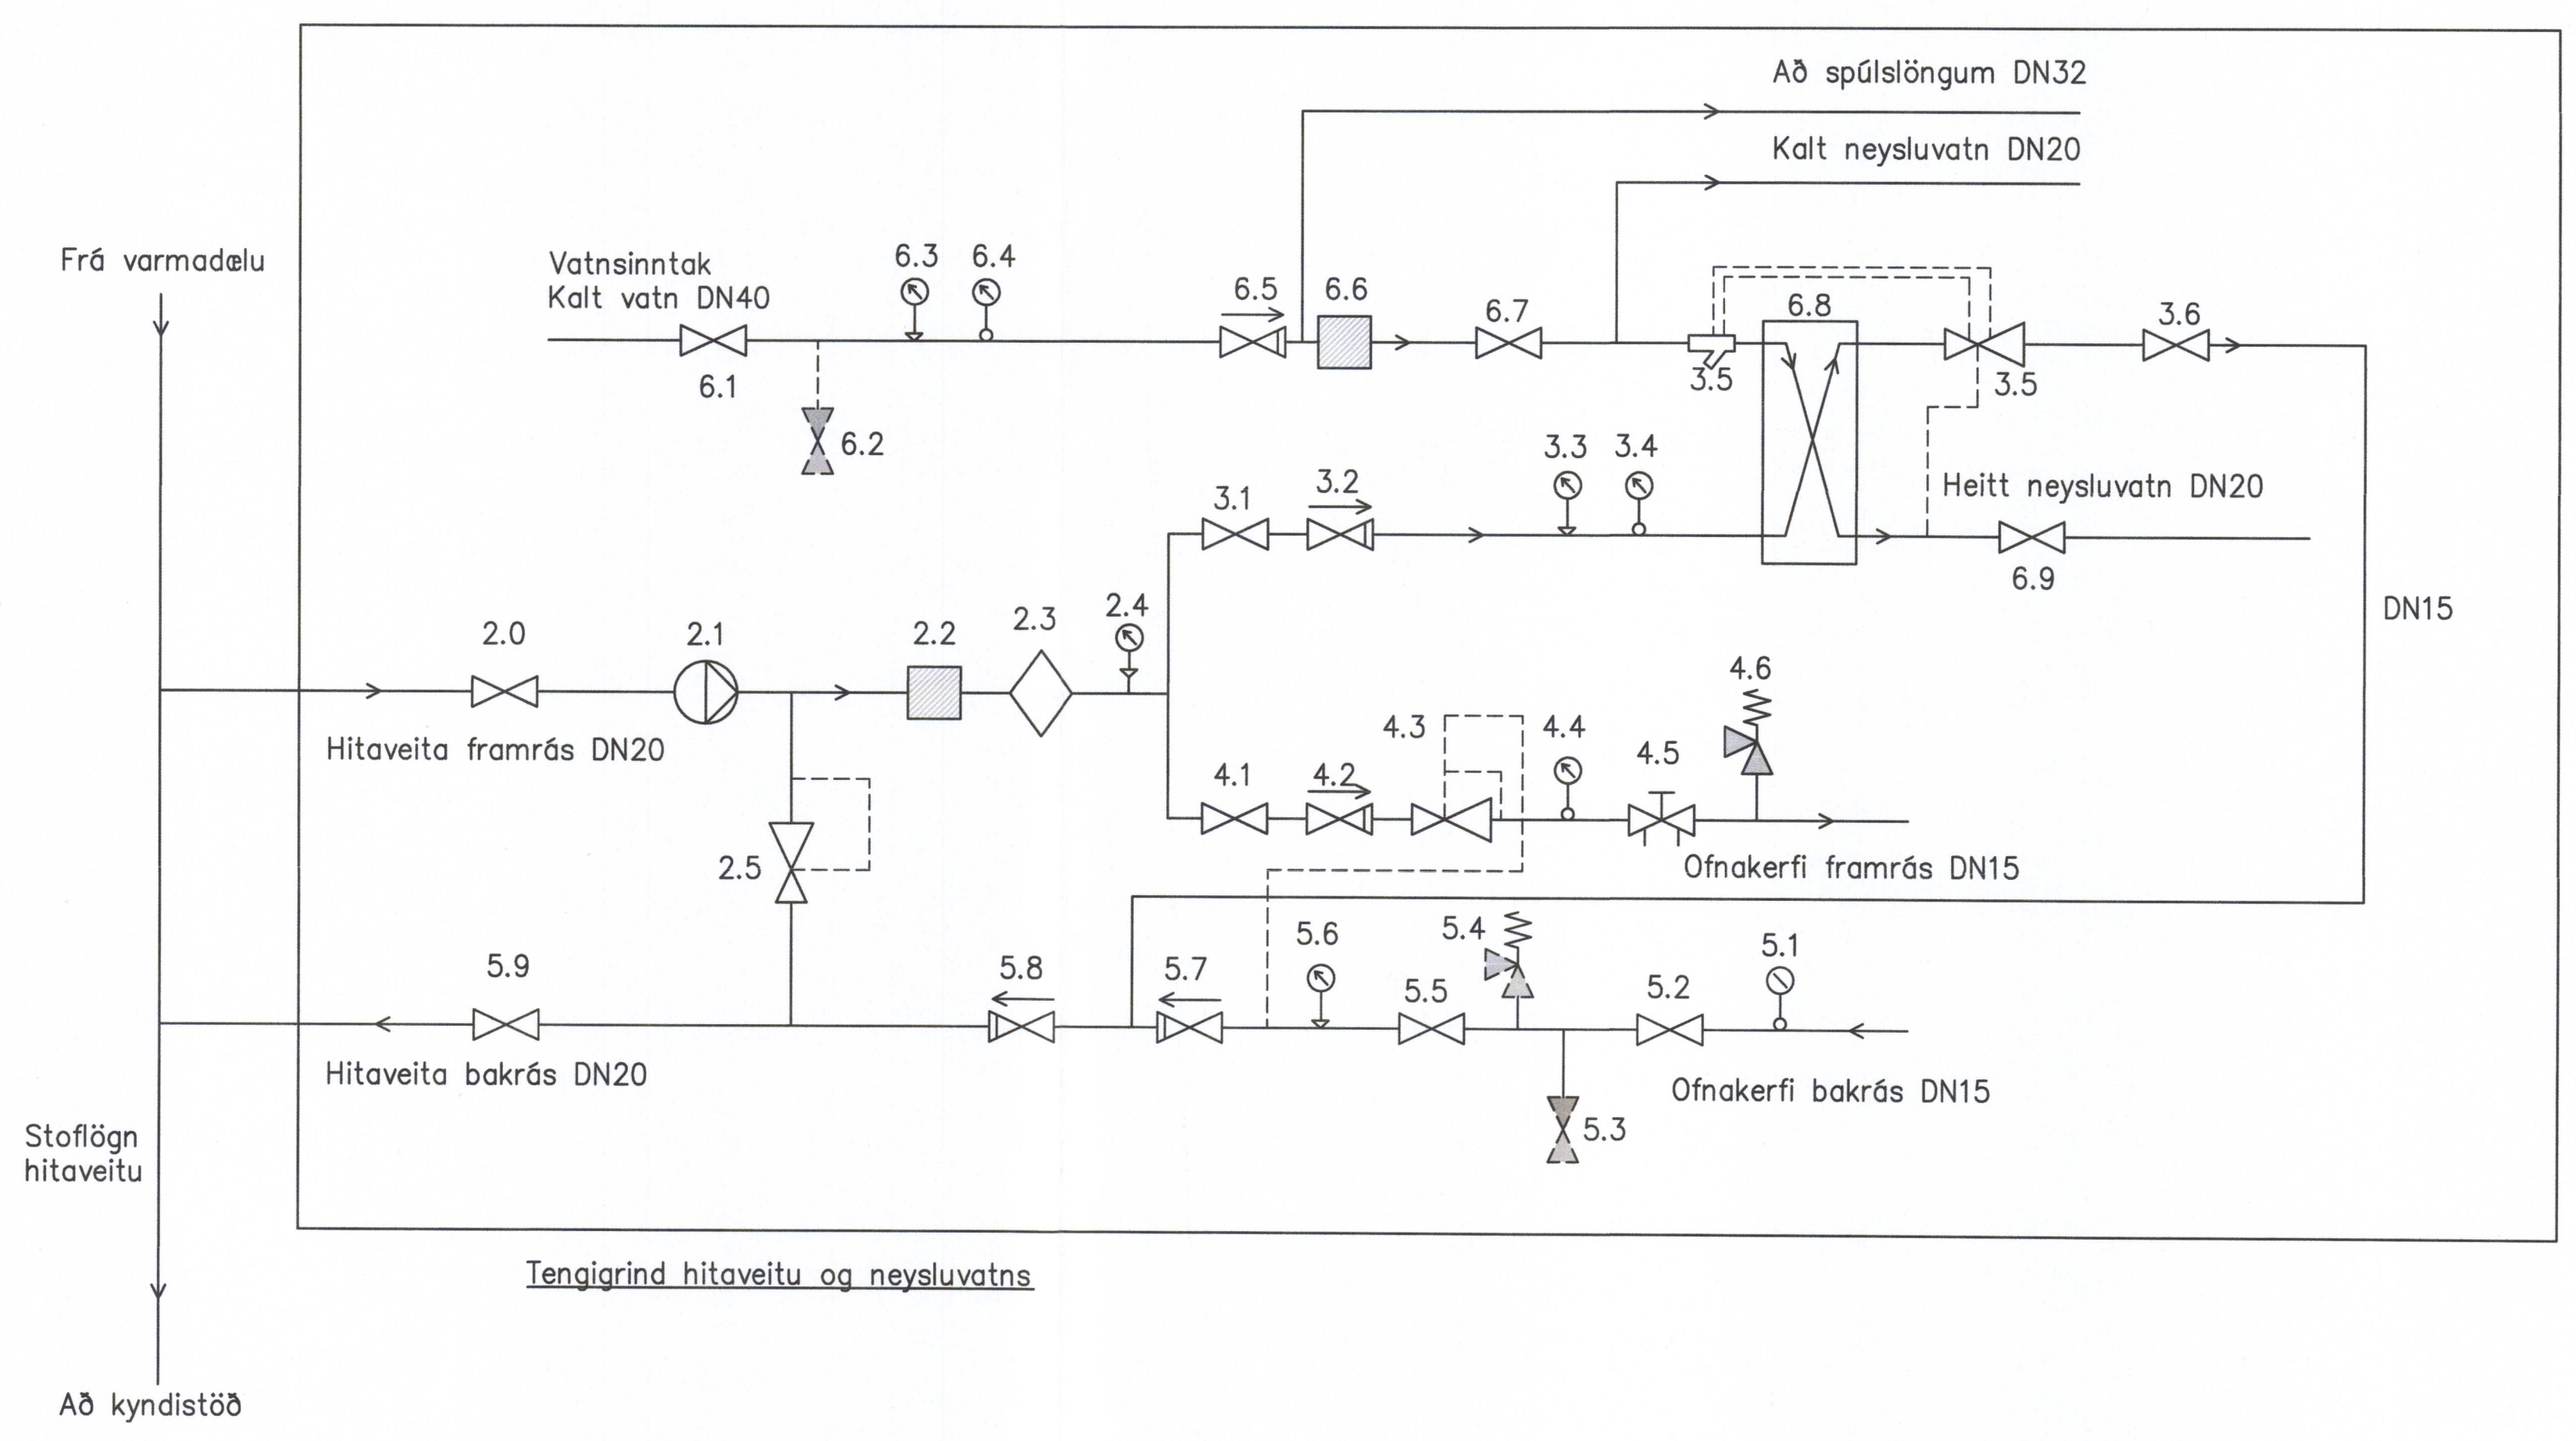 Að spúlslöngum DN32
Kalt neysluvatn DN20
Frá varmadælu
Vatnsinntak
Kalt vatn DN40
6.3
6.4
6.5
6.6
6.7
6.8
3.6
6.1
3.5
3.5
6.2
3.3
3.4
3.1
3.2
Heitt neysluvatn DN20
6.9
DN15
2.0
2.1
2.2
2.3
2.4
4.6
Hitaveita framrás DN20
4.3
4.4
4.5
4.1
4.2
2.5
Ofnakerfi framrás DN15
5.9
5.8
5.7
5.6
5.4
5.5
5.2
5.1
Hitaveita bakrás DN20
Ofnakerfi bakrás DN15
5.3
Stoflögn
hitaveitu
Tengigrind hitaveitu og neysluvatns
Að kyndistöð